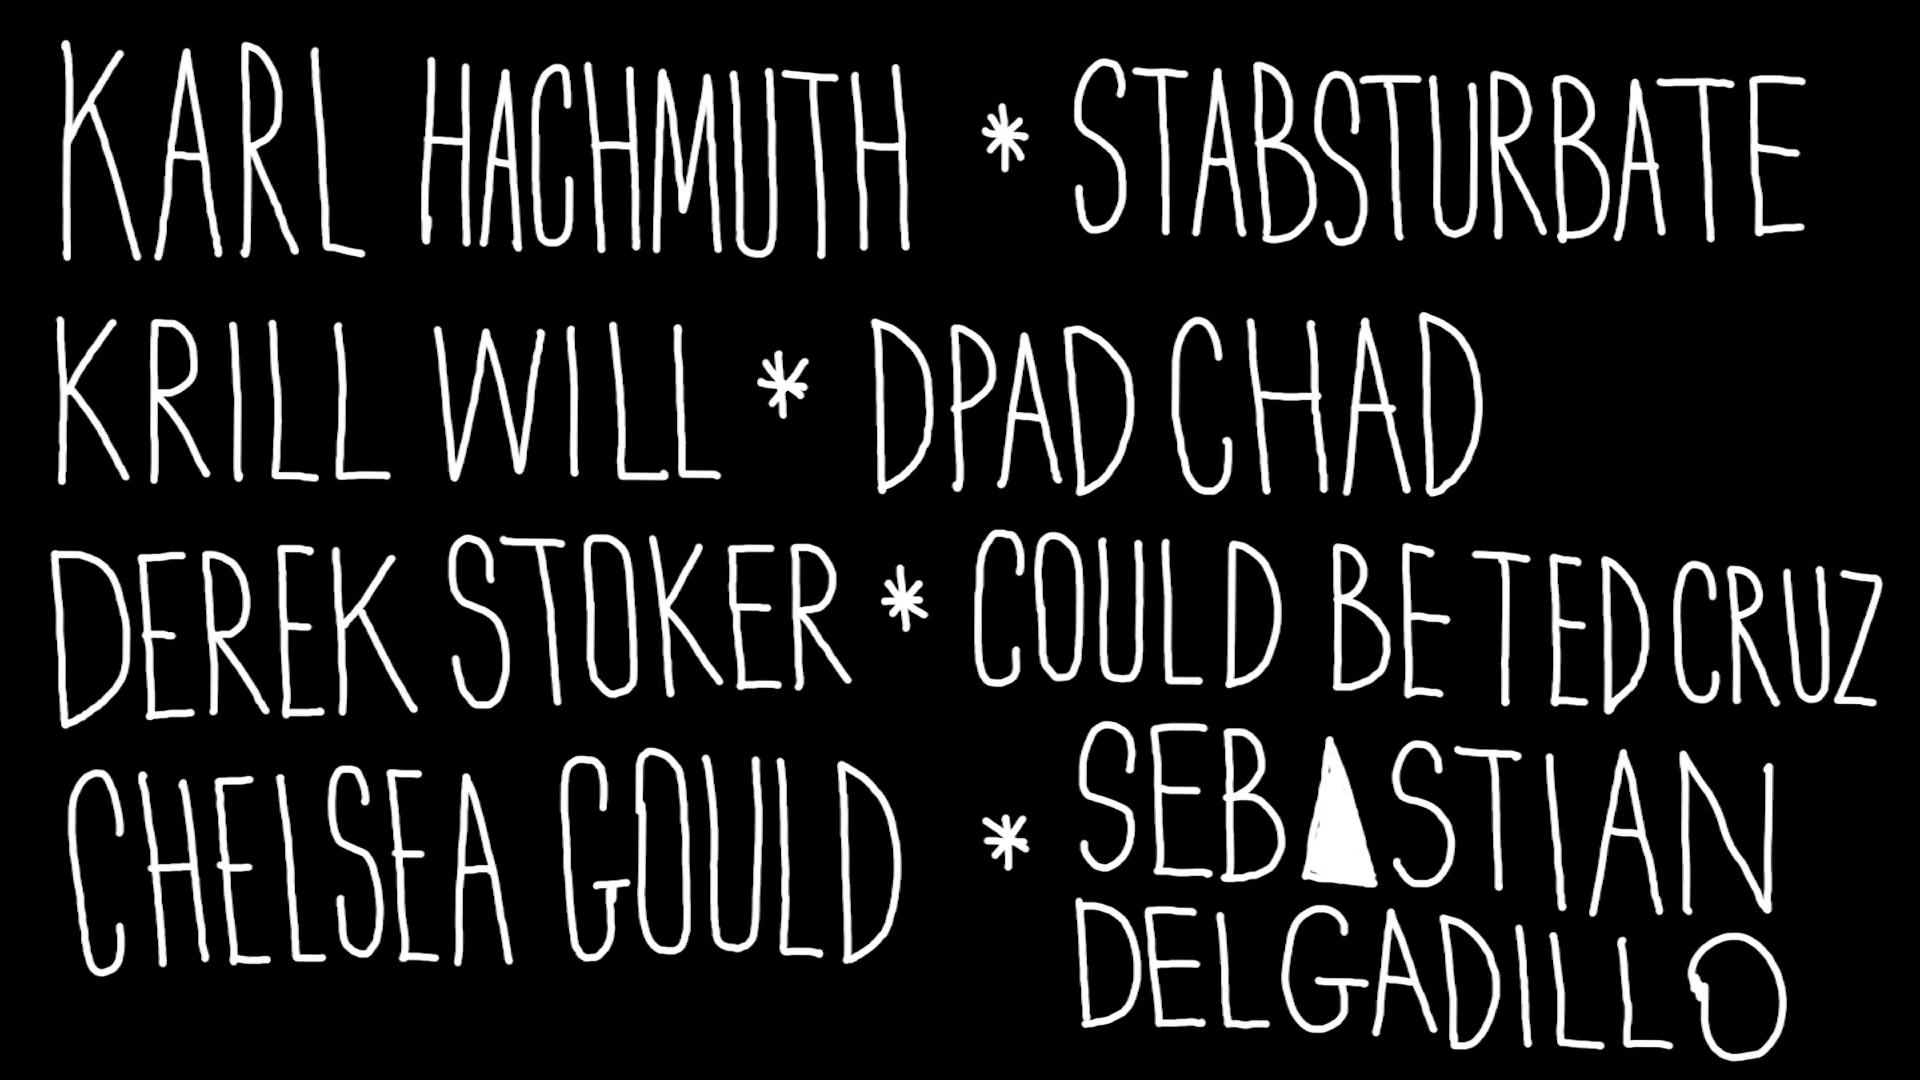 KARL HACHMUTH * STABSTURBATE
KRILL WILL * DPAD CHAD
DEREK STOKER * COULD BE TED CRUZ
CHELSEA GOULD * SEBASTIAN
DELGADILLO